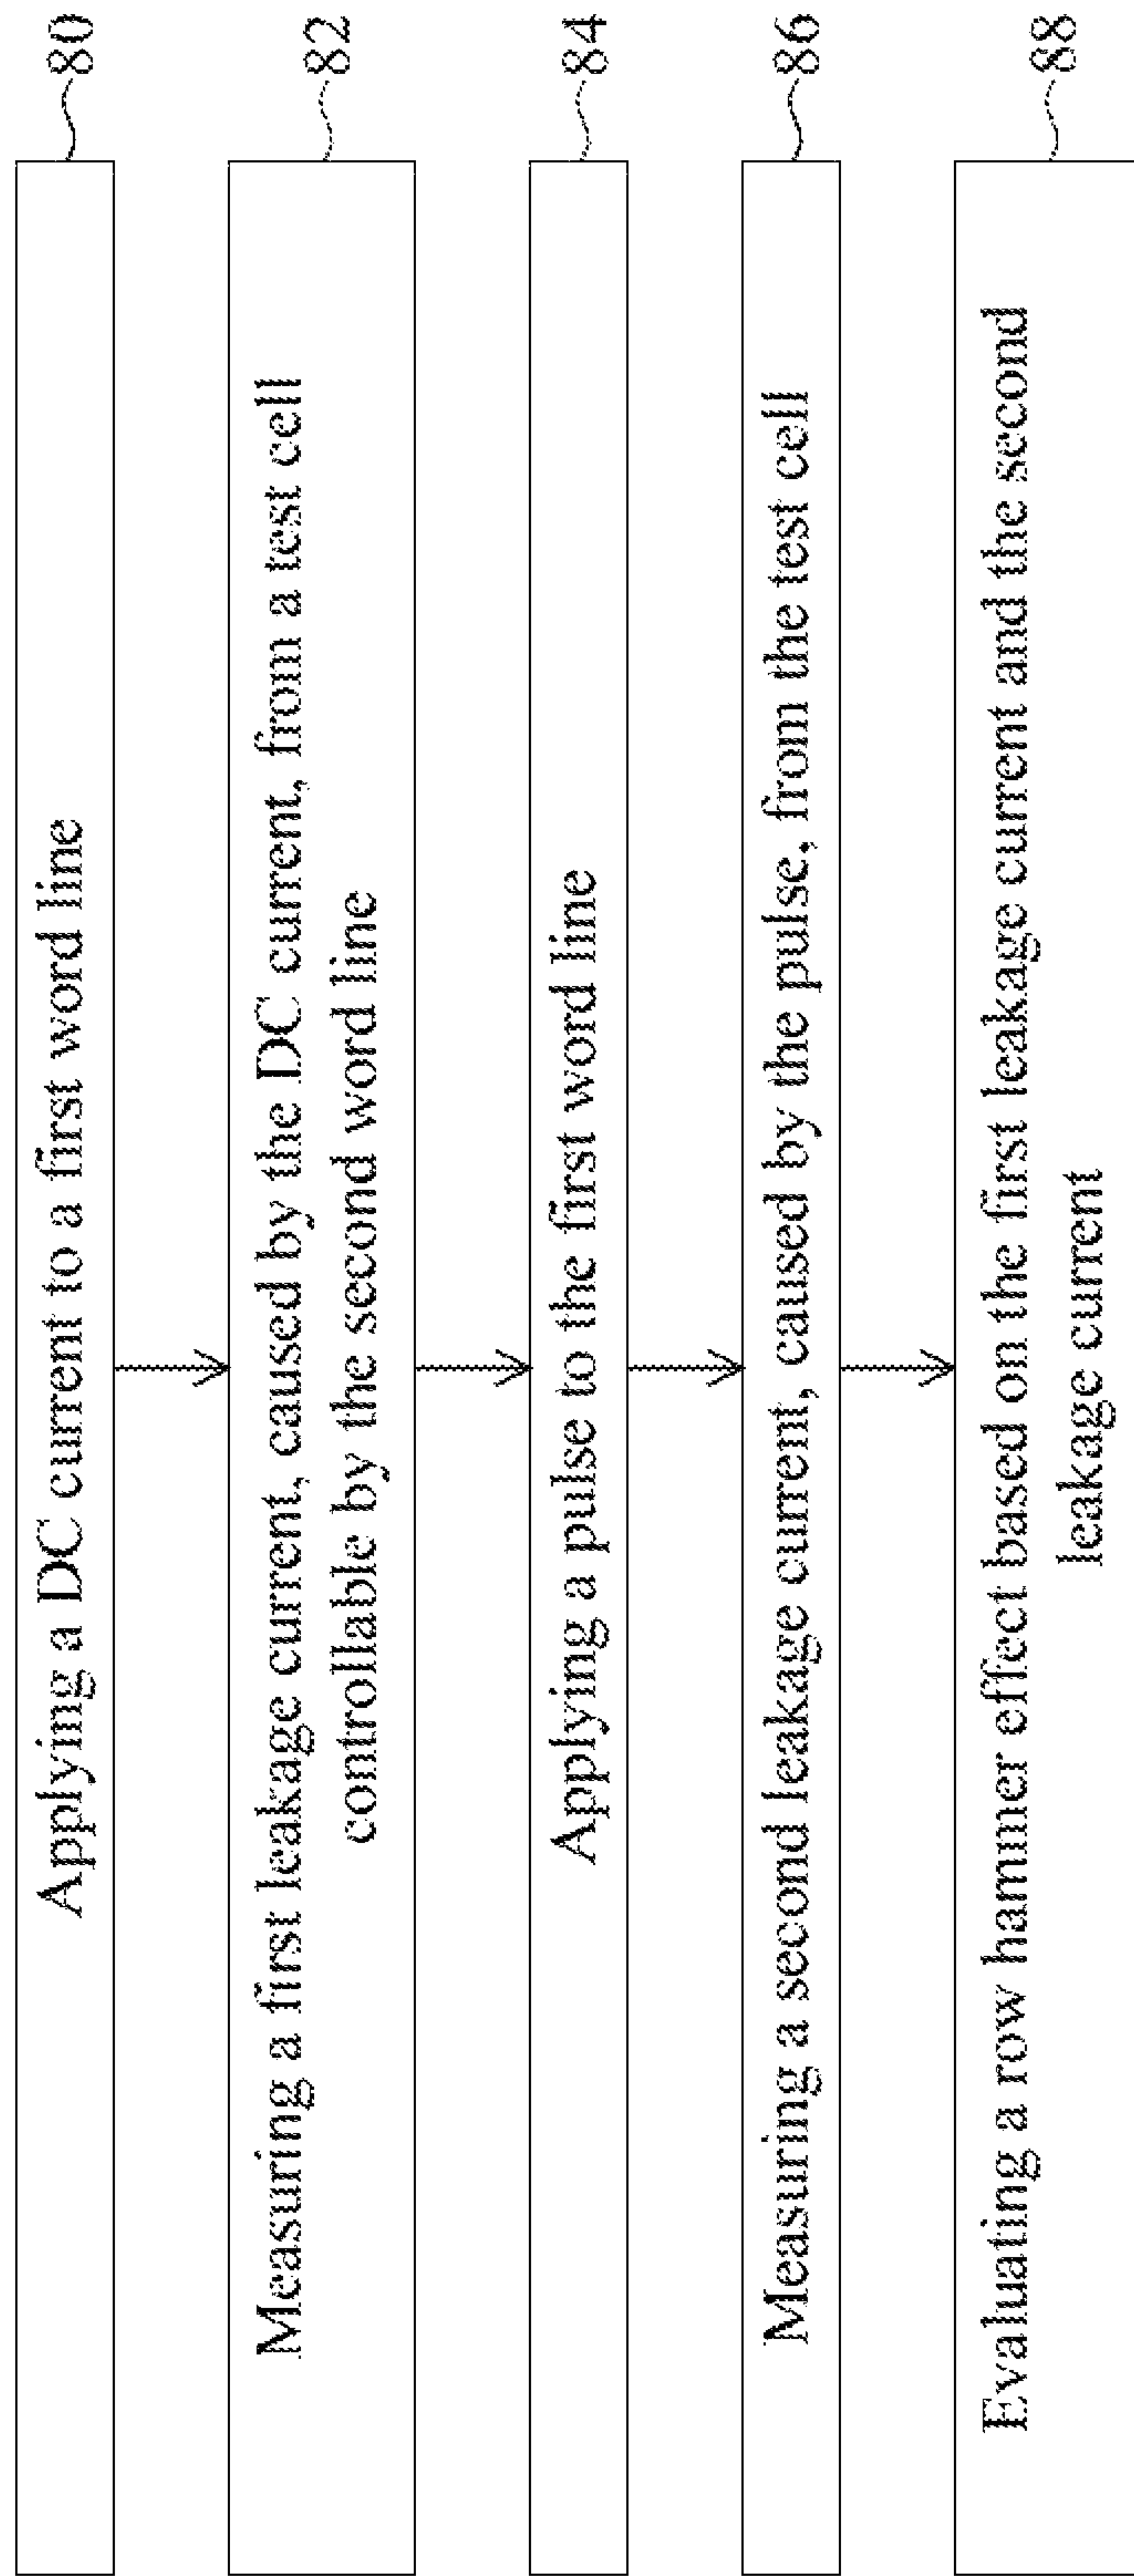 Applying a DC current to a first word line
80
Measuring a first leakage current, caused by the DC current, from a test cell
controllable by the second word line
82
Applying a pulse to the first word line
84
Measuring a second leakage current, caused by the pulse, from the test cell
86
Evaluating a row hammer effect based on the first leakage current and the second
leakage current
88